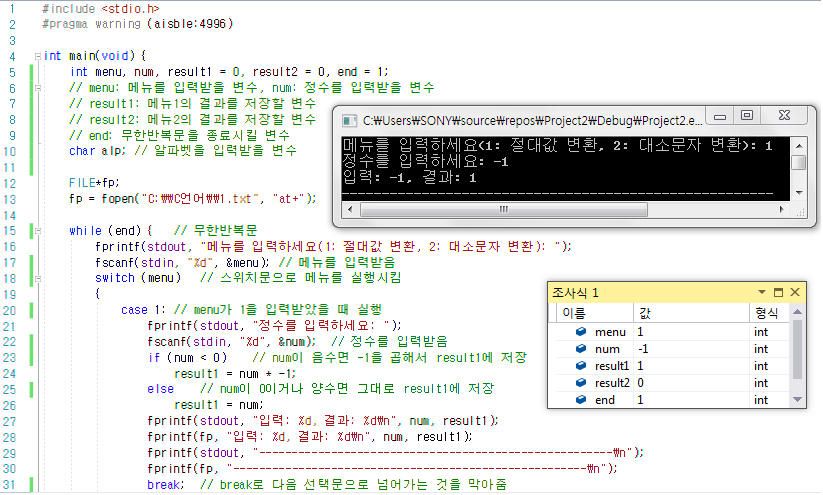 1 #include <stdio.h>
2 #pragma warning (aisble:4996)
3
4 int main(void) {
5 int menu, num, result1 = 0, result2 = 0, end = 1;
6 // menu: 메뉴를 입력받을 변수, num: 정수를 입력받을 변수
7 // result1: 메뉴1의 결과를 저장할 변수
8 // result2: 메뉴2의 결과를 저장할 변수
9 // end: 무한반복문을 종료시킬 변수
10 char alp; // 알파벳을 입력받을 변수
11
12 FILE*fp;
13 fp = fopen("C:₩₩C언어₩₩1.txt", "at+");
14
15 while (end) { // 무한반복문
16 fprintf(stdout, "메뉴를 입력하세요(1: 절대값 변환, 2: 대소문자 변환): ");
17 fscanf(stdin, "%d", &menu); // 메뉴를 입력받음
18 switch (menu) // 스위치문으로 메뉴를 실행시킴
19 {
20 case 1: // menu가 1을 입력받았을 때 실행
21 fprintf(stdout, "정수를 입력하세요: ");
22 fscanf(stdin, "%d", &num); // 정수를 입력받음
23 if (num < 0) // num이 음수면 -1을 곱해서 result1에 저장
24 result1 = num * -1;
25 else // num이 0이거나 양수면 그대로 result1에 저장
26 result1 = num;
27 fprintf(stdout, "입력: %d, 결과: %d₩n", num, result1);
28 fprintf(fp, "입력: %d, 결과: %d₩n", num, result1);
29 fprintf(stdout, "--------------------------------------------------₩n");
30 fprintf(fp, "--------------------------------------------------₩n");
31 break; // break로 다음 선택문으로 넘어가는 것을 막아줌
C:₩Users₩SONY₩source₩repos₩Project2₩Debug₩Project2.e...
메뉴를 입력하세요(1: 절대값 변환, 2: 대소문자 변환): 1
정수를 입력하세요: -1
입력: -1, 결과: 1
--------------------------------------------------
조사식 1
이름 값 형식
menu 1 int
num -1 int
result1 1 int
result2 0 int
end 1 int